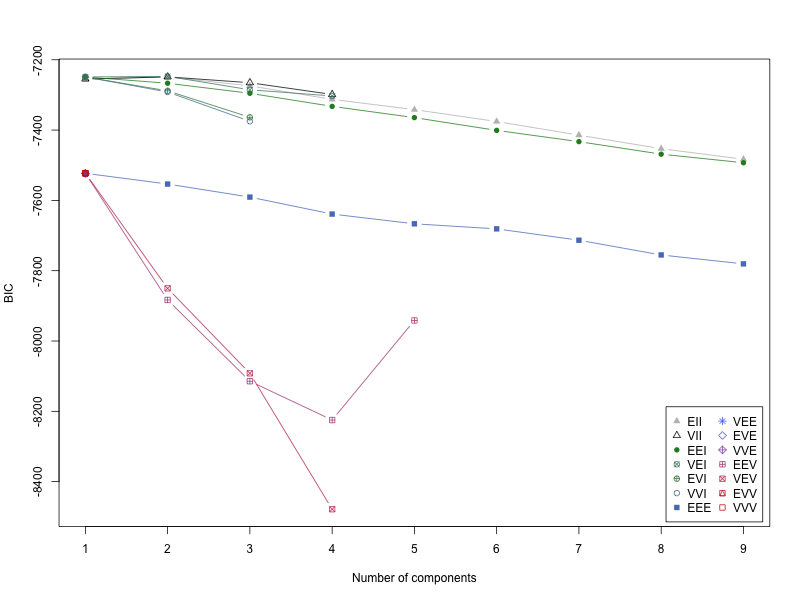 -7200
-7400
-7600
-7800
-8000
-8200
-8400
BIC
1 2 3 4 5 6 7 8 9
Number of components
EII VEE
VII EVE
EEI VVE
VEI EEV
EVI VEV
VVI EVV
EEE VVV